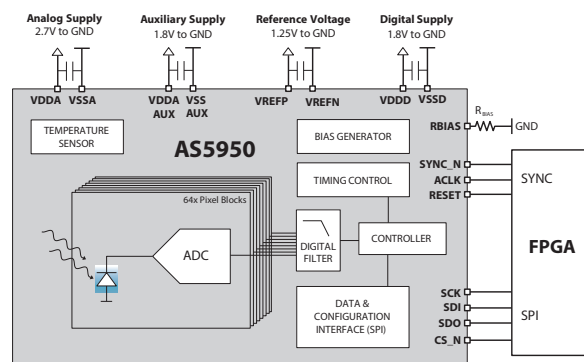 Analog Supply
2.7V to GND
Auxiliary Supply
1.8V to GND
Reference Voltage
1.25V to GND
Digital Supply
1.8V to GND
VDDA
VSSA
VDDA
AUX
VSS
AUX
VREFP
VREFN
VDDD
VSSD
TEMPERATURE
SENSOR
AS5950
BIAS GENERATOR
RBIAS
RBIAS
GND
TIMING CONTROL
SYNC_N
ACLK
RESET
SYNC
64x Pixel Blocks
ADC
DIGITAL
FILTER
CONTROLLER
FPGA
DATA &
CONFIGURATION
INTERFACE (SPI)
SCK
SDI
SDO
CS_N
SPI